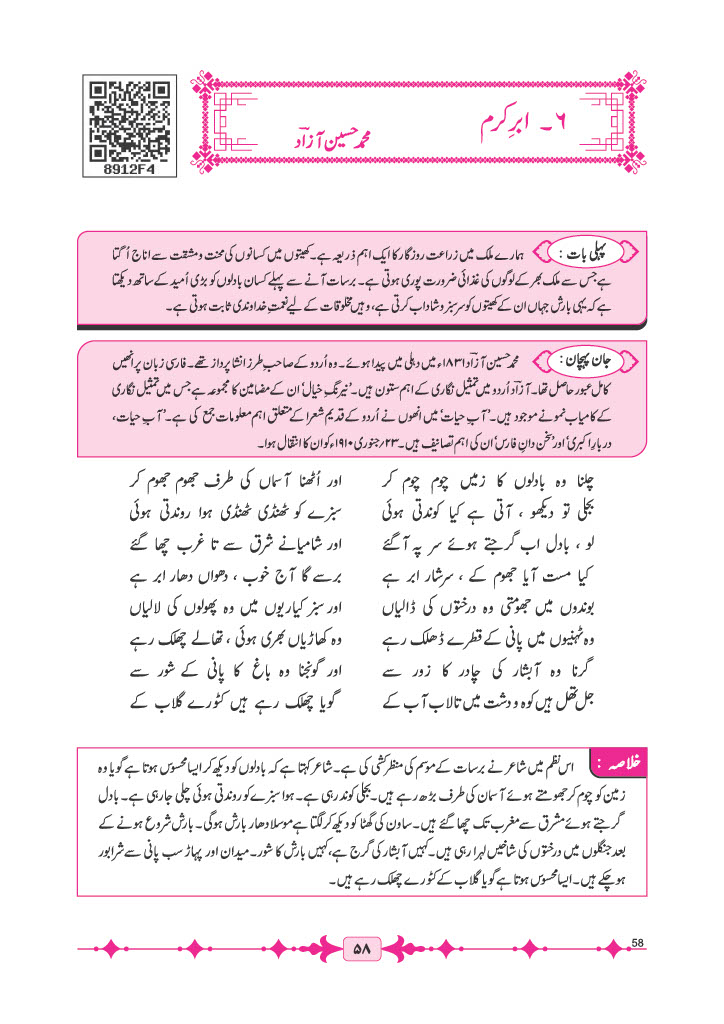 8912F4
۶۔ ابرِ کرم
محمد حسین آزادؔ
پہلی بات : ہمارے ملک میں زراعت روزگار کا ایک اہم ذریعہ ہے۔ کھیتوں میں کسانوں کی محنت و مشقت سے اناج اُگتا
ہے جس سے ملک بھر کے لوگوں کی غذائی ضرورت پوری ہوتی ہے۔ برسات آنے سے پہلے کسان بادلوں کو بڑی اُمید کے ساتھ دیکھتا
ہے کہ یہی بارش جہاں ان کے کھیتوں کو سرسبز و شاداب کرتی ہے، وہیں مخلوقات کے لیے نعمتِ خداوندی ثابت ہوتی ہے۔
جان پہچان : محمد حسین آزادؔ ۱۸۳۱ء میں دہلی میں پیدا ہوئے۔ وہ اُردو کے صاحبِ طرز انشا پرداز تھے۔ فارسی زبان پر انھیں
کامل عبور حاصل تھا۔ آزادؔ اُردو میں تمثیل نگاری کے اہم ستون ہیں۔ 'نیرنگِ خیال' ان کے مضامین کا مجموعہ ہے جس میں تمثیل نگاری
کے کامیاب نمونے موجود ہیں۔ 'آبِ حیات' میں انھوں نے اُردو کے قدیم شعرا کے متعلق اہم معلومات جمع کی ہے۔ 'آبِ حیات،
دربارِ اکبری' اور 'سخن دانِ فارس' ان کی اہم تصانیف ہیں۔ ۲۳؍جنوری ۱۹۱۰ء کو ان کا انتقال ہوا۔
چلنا وہ بادلوں کا زمیں چوم چوم کر اور اُٹھنا آسماں کی طرف جھوم جھوم کر
بجلی تو دیکھو ، آتی ہے کیا کوندتی ہوئی سبزے کو ٹھنڈی ٹھنڈی ہوا روندتی ہوئی
لو ، بادل اب گرجتے ہوئے سر پہ آگئے اور شامیانے شرق سے تا غرب چھا گئے
کیا مست آیا جھوم کے ، سرشار ابر ہے برسے گا آج خوب ، دھواں دھار ابر ہے
بوندوں میں جھومتی وہ درختوں کی ڈالیاں اور سبز کیاریوں میں وہ پھولوں کی لالیاں
وہ ٹہنیوں میں پانی کے قطرے ڈھلک رہے وہ کھاڑیاں بھری ہوئی ، تھالے چھلک رہے
گرنا وہ آبشار کی چادر کا زور سے اور گونجنا وہ باغ کا پانی کے شور سے
جل تھل ہیں کوہ و دشت میں تالاب آب کے گویا چھلک رہے ہیں کٹورے گلاب کے
خلاصہ : اس نظم میں شاعر نے برسات کے موسم کی منظر کشی کی ہے۔ شاعر کہتا ہے کہ بادلوں کو دیکھ کر ایسا محسوس ہوتا ہے گویا وہ
زمین کو چوم کر جھومتے ہوئے آسمان کی طرف بڑھ رہے ہیں۔ بجلی کوند رہی ہے۔ ہوا سبزے کو روندتی ہوئی چلی جارہی ہے۔ بادل
گرجتے ہوئے مشرق سے مغرب تک چھا گئے ہیں۔ ساون کی گھٹا کو دیکھ کر لگتا ہے موسلا دھار بارش ہوگی۔ بارش شروع ہونے کے
بعد جنگلوں میں درختوں کی شاخیں لہرا رہی ہیں۔ کہیں آبشار کی گرج ہے، کہیں بارش کا شور۔ میدان اور پہاڑ سب پانی سے شرابور
ہوچکے ہیں۔ ایسا محسوس ہوتا ہے گویا گلاب کے کٹورے چھلک رہے ہیں۔
۵۸
58